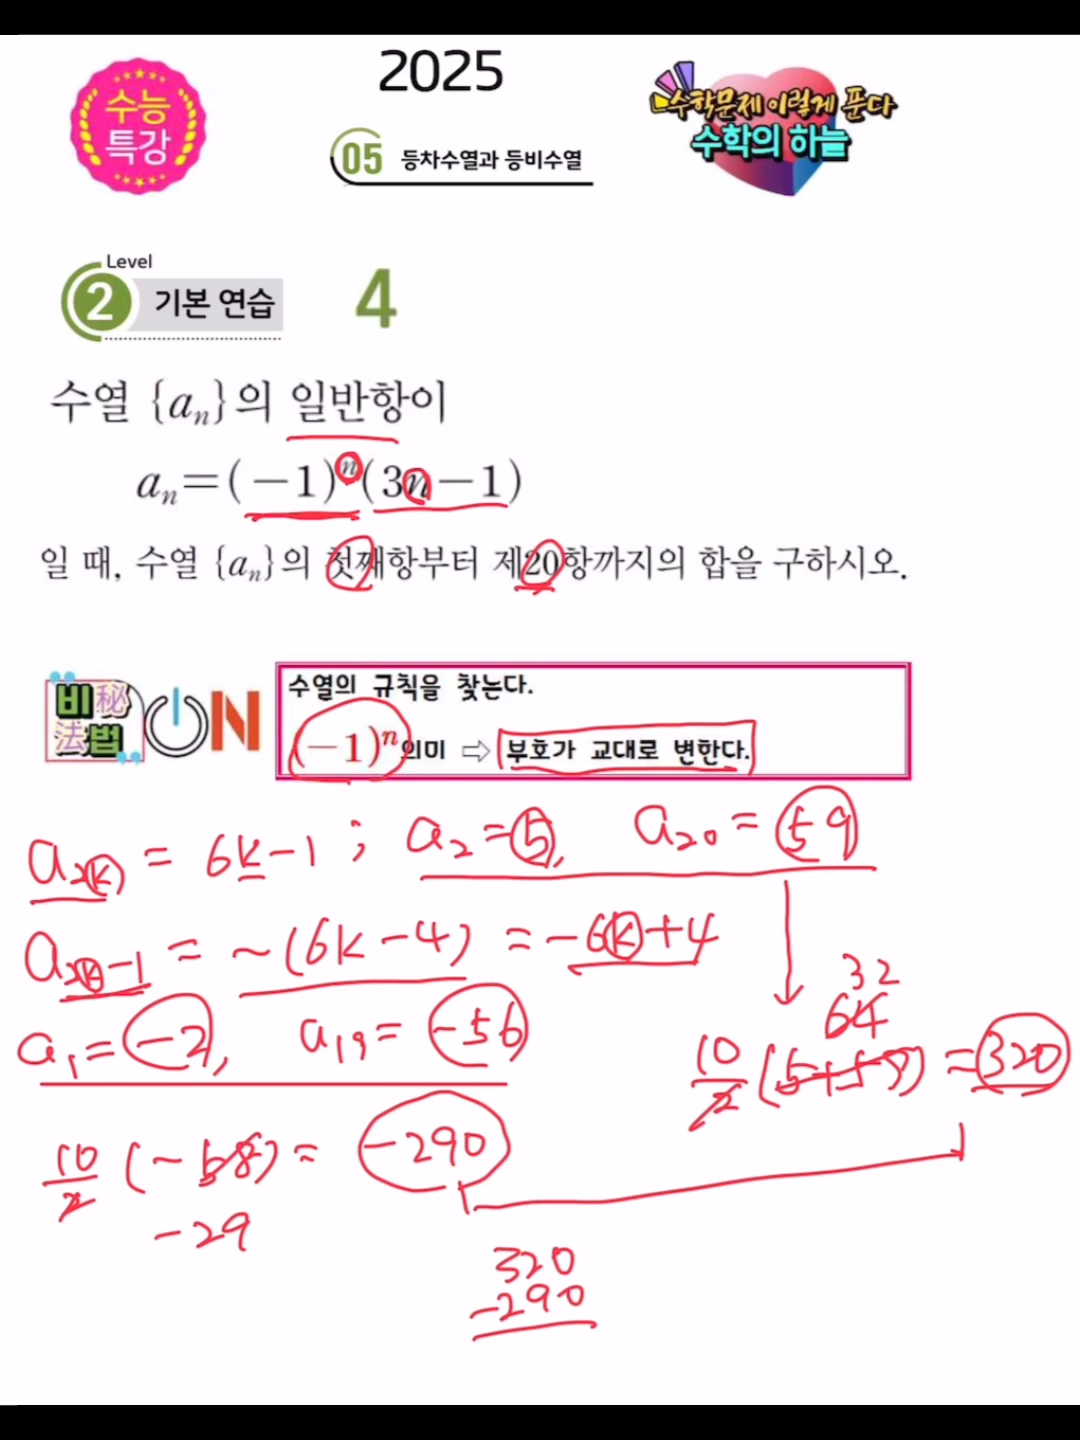 2025
수능
특강
수학문제 이렇게 푼다
수학의 하늘
05 등차수열과 등비수열
Level
2 기본 연습 4
수열 {aₙ}의 일반항이
aₙ=(−1)ⁿ(3n−1)
일 때, 수열 {aₙ}의 첫째항부터 제20항까지의 합을 구하시오.
비秘
法법
ON
수열의 규칙을 찾는다.
(−1)ⁿ의미 ⇨ 부호가 교대로 변한다.
a₂ₖ = 6k−1 ; a₂ = 5, a₂₀ = 59
a₂ₖ₋₁ = −(6k−4) = −6k+4
a₁ = −2, a₁₉ = −56
32
64
10/2 (5+59) = 320
10/2 (−58) = −290
−29
320
−290